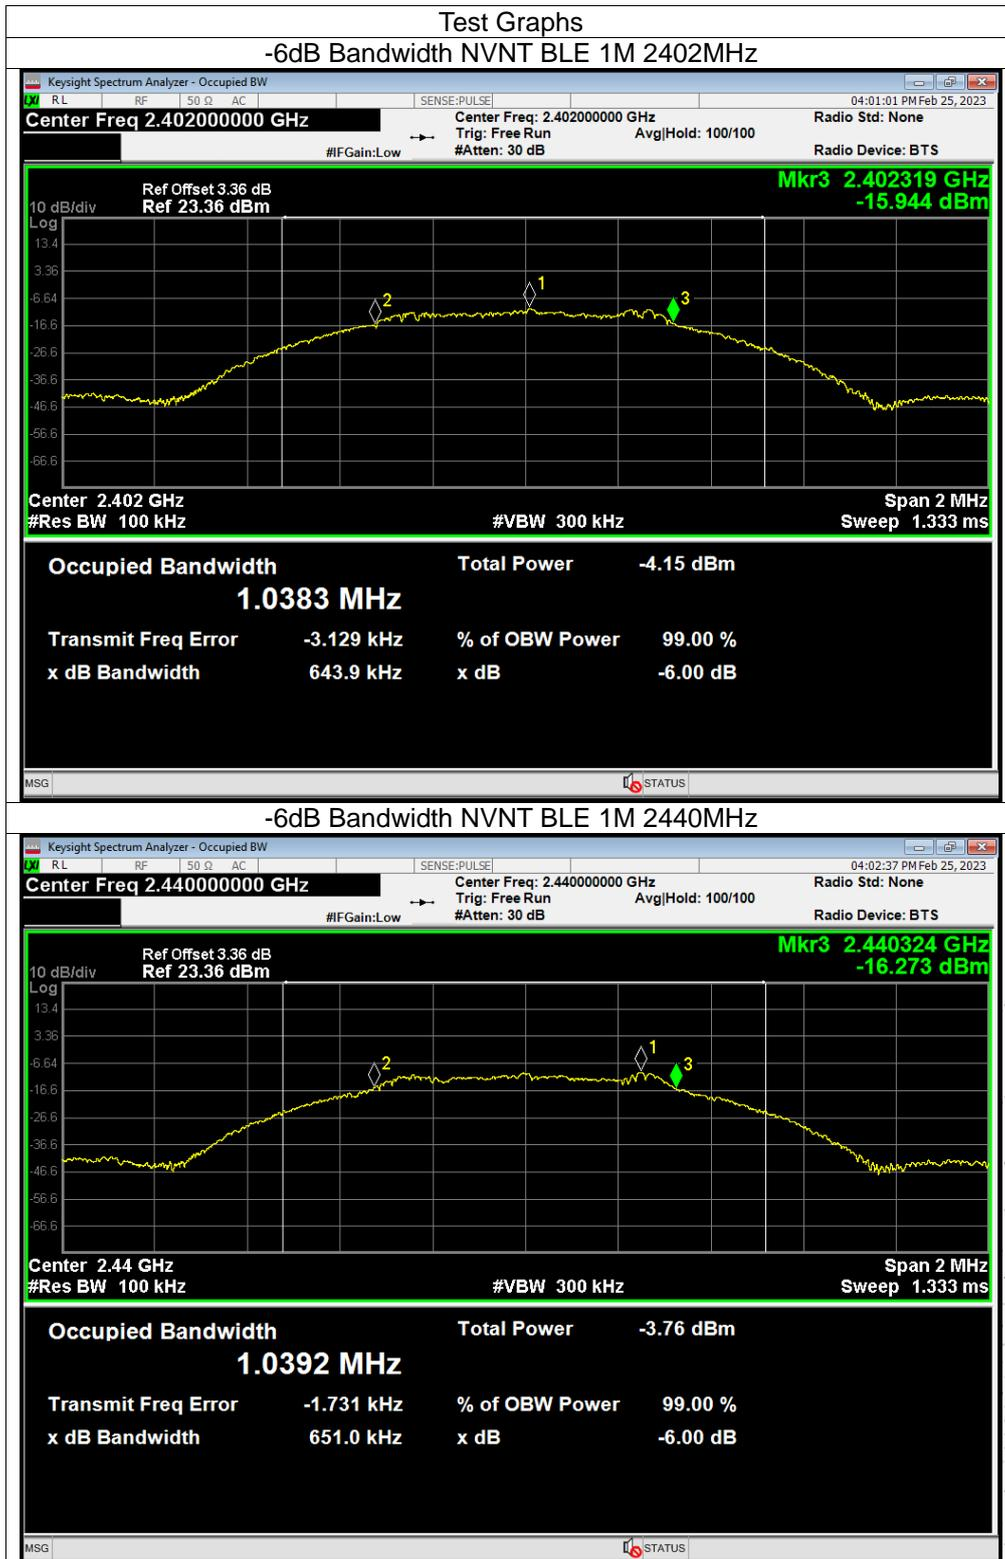 Test Graphs
-6dB Bandwidth NVNT BLE 1M 2402MHz
Keysight Spectrum Analyzer - Occupied BW
LXI RL RF 50 Ω AC SENSE:PULSE 04:01:01 PM Feb 25, 2023
Center Freq 2.402000000 GHz Center Freq: 2.402000000 GHz Radio Std: None
Trig: Free Run Avg|Hold: 100/100
#IFGain:Low #Atten: 30 dB Radio Device: BTS
Mkr3 2.402319 GHz
-15.944 dBm
Ref Offset 3.36 dB
10 dB/div Ref 23.36 dBm
Log
13.4
3.36
-6.64
-16.6
-26.6
-36.6
-46.6
-56.6
-66.6
2
1
3
Center 2.402 GHz Span 2 MHz
#Res BW 100 kHz #VBW 300 kHz Sweep 1.333 ms
Occupied Bandwidth Total Power -4.15 dBm
1.0383 MHz
Transmit Freq Error -3.129 kHz % of OBW Power 99.00 %
x dB Bandwidth 643.9 kHz x dB -6.00 dB
MSG STATUS
-6dB Bandwidth NVNT BLE 1M 2440MHz
Keysight Spectrum Analyzer - Occupied BW
LXI RL RF 50 Ω AC SENSE:PULSE 04:02:37 PM Feb 25, 2023
Center Freq 2.440000000 GHz Center Freq: 2.440000000 GHz Radio Std: None
Trig: Free Run Avg|Hold: 100/100
#IFGain:Low #Atten: 30 dB Radio Device: BTS
Mkr3 2.440324 GHz
-16.273 dBm
Ref Offset 3.36 dB
10 dB/div Ref 23.36 dBm
Log
13.4
3.36
-6.64
-16.6
-26.6
-36.6
-46.6
-56.6
-66.6
2
1
3
Center 2.44 GHz Span 2 MHz
#Res BW 100 kHz #VBW 300 kHz Sweep 1.333 ms
Occupied Bandwidth Total Power -3.76 dBm
1.0392 MHz
Transmit Freq Error -1.731 kHz % of OBW Power 99.00 %
x dB Bandwidth 651.0 kHz x dB -6.00 dB
MSG STATUS